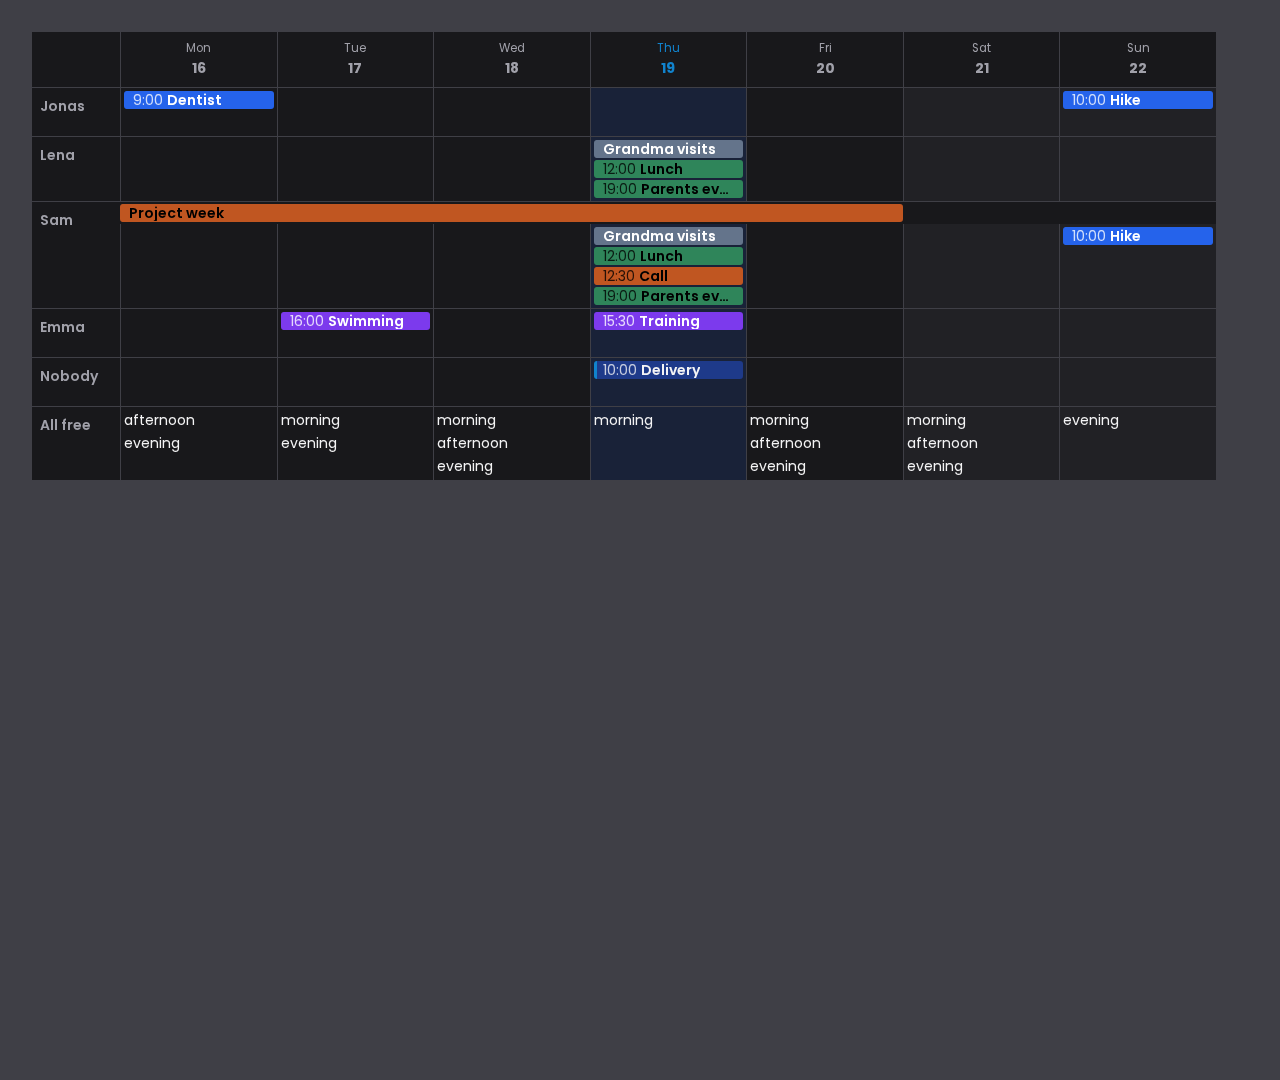 Mon Tue Wed Thu Fri Sat Sun
16 17 18 19 20 21 22
Jonas 9:00 Dentist 10:00 Hike
Lena Grandma visits
12:00 Lunch
19:00 Parents ev…
Sam Project week
Grandma visits 10:00 Hike
12:00 Lunch
12:30 Call
19:00 Parents ev…
Emma 16:00 Swimming 15:30 Training
Nobody 10:00 Delivery
All free afternoon morning morning morning morning morning evening
evening evening afternoon afternoon afternoon
evening evening evening